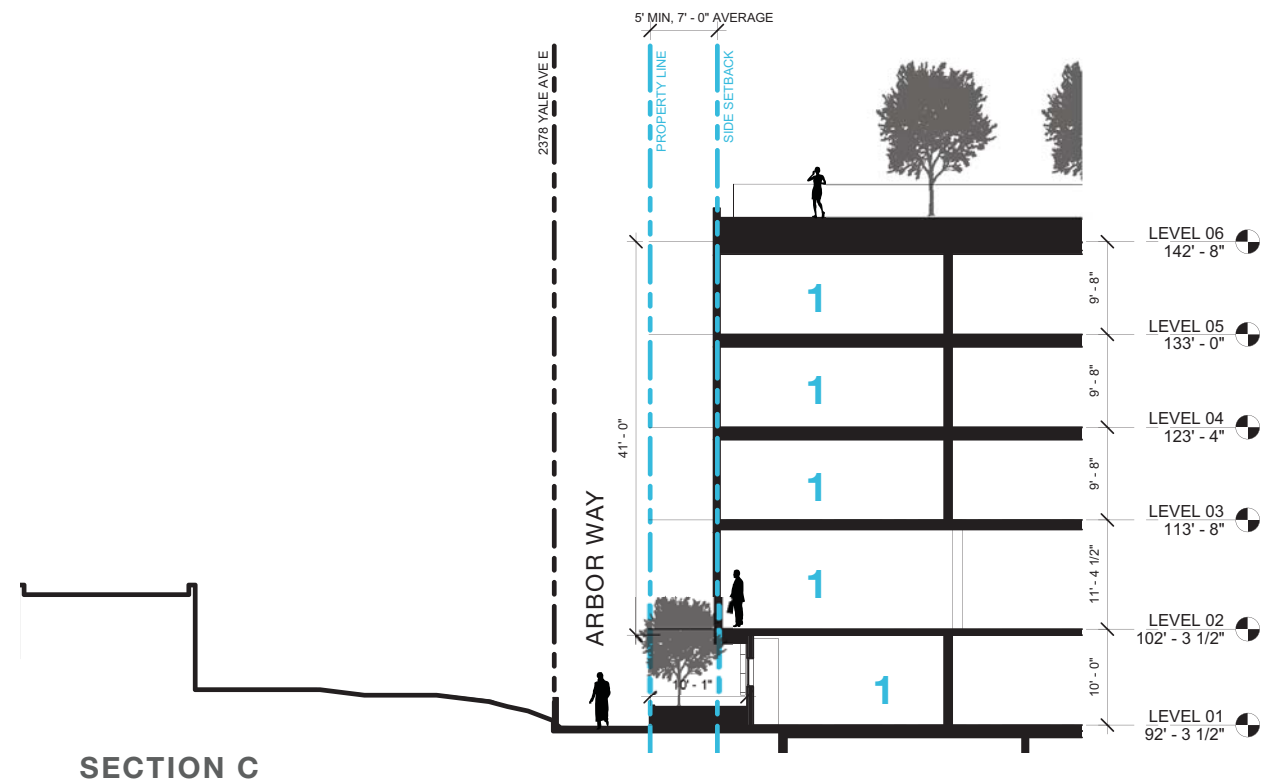 5' MIN, 7' - 0" AVERAGE
2378 YALE AVE E
PROPERTY LINE
SIDE SETBACK
LEVEL 06
142' - 8"
1
9' - 8"
LEVEL 05
133' - 0"
1
9' - 8"
LEVEL 04
123' - 4"
41' - 0"
1
9' - 8"
LEVEL 03
113' - 8"
ARBOR WAY
1
11' - 4 1/2"
LEVEL 02
102' - 3 1/2"
10' - 1"
1
10' - 0"
LEVEL 01
92' - 3 1/2"
SECTION C